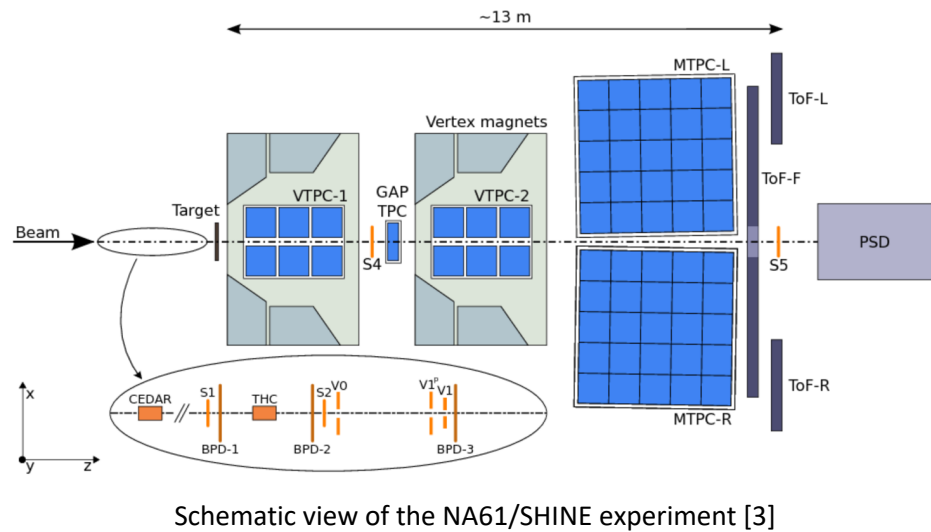 ~13 m
MTPC-L
ToF-L
Vertex magnets
ToF-F
VTPC-1
GAP
TPC
VTPC-2
Target
Beam
S4
PSD
S5
x
CEDAR
S1
THC
S2
V0
V1ᵖ
V1
ToF-R
MTPC-R
BPD-1
BPD-2
BPD-3
y
z
Schematic view of the NA61/SHINE experiment [3]